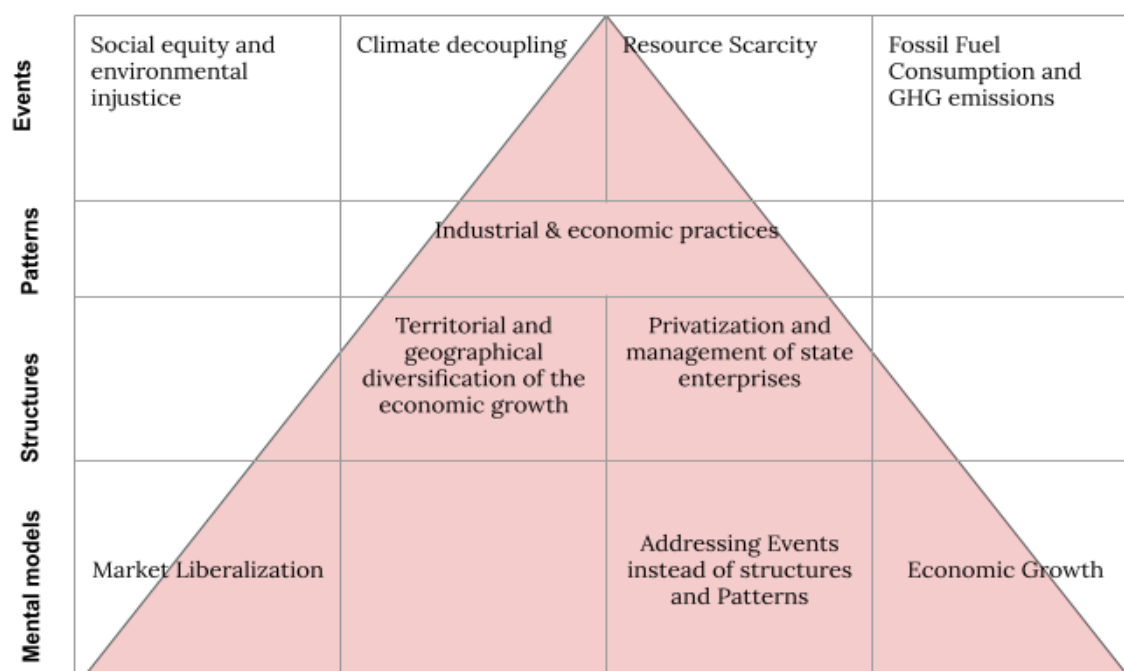 Events
Social equity and
environmental
injustice
Climate decoupling
Resource Scarcity
Fossil Fuel
Consumption and
GHG emissions
Patterns
Industrial & economic practices
Structures
Territorial and
geographical
diversification of the
economic growth
Privatization and
management of state
enterprises
Mental models
Market Liberalization
Addressing Events
instead of structures
and Patterns
Economic Growth